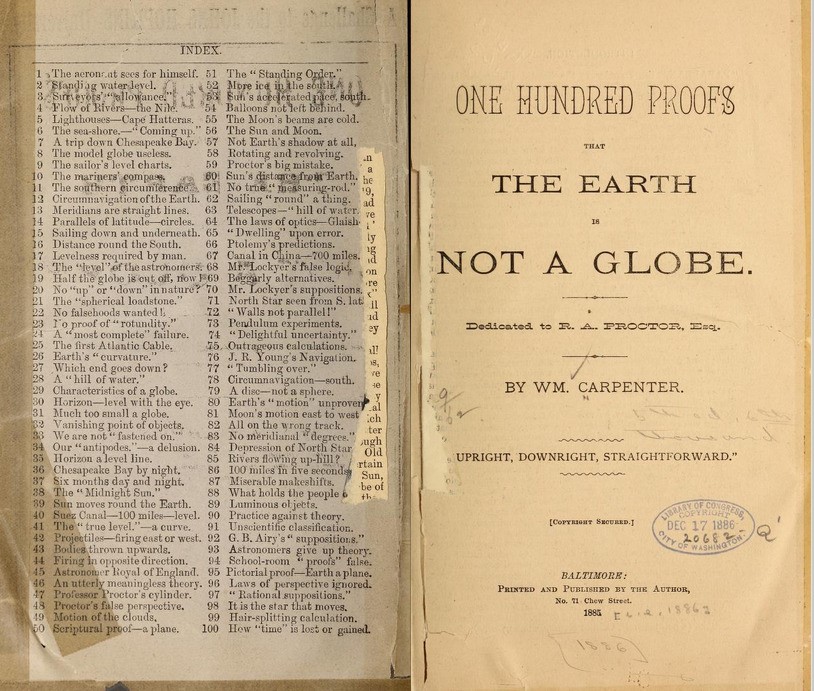 INDEX.
1 The aeronaut sees for himself.
2 Standing water level.
3 Surveyors' "allowance."
4 Flow of Rivers—the Nile.
5 Lighthouses—Cape Hatteras.
6 The sea-shore.—"Coming up."
7 A trip down Chesapeake Bay.
8 The model globe useless.
9 The sailor's level charts.
10 The mariners' compass.
11 The southern circumference.
12 Circumnavigation of the Earth.
13 Meridians are straight lines.
14 Parallels of latitude—circles.
15 Sailing down and underneath.
16 Distance round the South.
17 Levelness required by man.
18 The "level" of the astronomers.
19 Half the globe is cut off, now!
20 No "up" or "down" in nature?
21 The "spherical loadstone."
22 No falsehoods wanted!
23 No proof of "rotundity."
24 A "most complete" failure.
25 The first Atlantic Cable.
26 Earth's "curvature."
27 Which end goes down?
28 A "hill of water."
29 Characteristics of a globe.
30 Horizon—level with the eye.
31 Much too small a globe.
32 Vanishing point of objects.
33 We are not "fastened on."
34 Our "antipodes."—a delusion.
35 Horizon a level line.
36 Chesapeake Bay by night.
37 Six months day and night.
38 The "Midnight Sun."
39 Sun moves round the Earth.
40 Suez Canal—100 miles—level.
41 The "true level."—a curve.
42 Projectiles—firing east or west.
43 Bodies thrown upwards.
44 Firing in opposite direction.
45 Astronomer Royal of England.
46 An utterly meaningless theory.
47 Professor Proctor's cylinder.
48 Proctor's false perspective.
49 Motion of the clouds.
50 Scriptural proof—a plane.
51 The "Standing Order."
52 More ice in the south.
53 Sun's accelerated pace, south.
54 Balloons not left behind.
55 The Moon's beams are cold.
56 The Sun and Moon.
57 Not Earth's shadow at all,
58 Rotating and revolving.
59 Proctor's big mistake.
60 Sun's distance from Earth.
61 No true "measuring-rod."
62 Sailing "round" a thing.
63 Telescopes—"hill of water.
64 The laws of optics—Glaish
65 "Dwelling" upon error.
66 Ptolemy's predictions.
67 Canal in China—700 miles.
68 Mr. Lockyer's false logic.
69 Beggarly alternatives.
70 Mr. Lockyer's suppositions.
71 North Star seen from S. lat
72 "Walls not parallel!"
73 Pendulum experiments.
74 "Delightful uncertainty."
75 Outrageous calculations.
76 J. R. Young's Navigation.
77 "Tumbling over."
78 Circumnavigation—south.
79 A disc—not a sphere.
80 Earth's "motion" unproven
81 Moon's motion east to west
82 All on the wrong track.
83 No meridianal "degrees."
84 Depression of North Star
85 Rivers flowing up-hill?
86 100 miles in five seconds
87 Miserable makeshifts.
88 What holds the people
89 Luminous objects.
90 Practice against theory.
91 Unscientific classification.
92 G. B. Airy's "suppositions."
93 Astronomers give up theory.
94 School-room "proofs" false.
95 Pictorial proof—Earth a plane.
96 Laws of perspective ignored.
97 "Rational suppositions."
98 It is the star that moves.
99 Hair-splitting calculation.
100 How "time" is lost or gained.
ONE HUNDRED PROOFS
THAT
THE EARTH
IS
NOT A GLOBE.
Dedicated to R. A. PROCTOR, Esq.
BY WM. CARPENTER.
UPRIGHT, DOWNRIGHT, STRAIGHTFORWARD."
[Copyright Secured.]
LIBRARY OF CONGRESS
COPYRIGHT
DEC 17 1886
20682
CITY OF WASHINGTON
BALTIMORE:
Printed and Published by the Author,
No. 71 Chew Street.
1885
1886